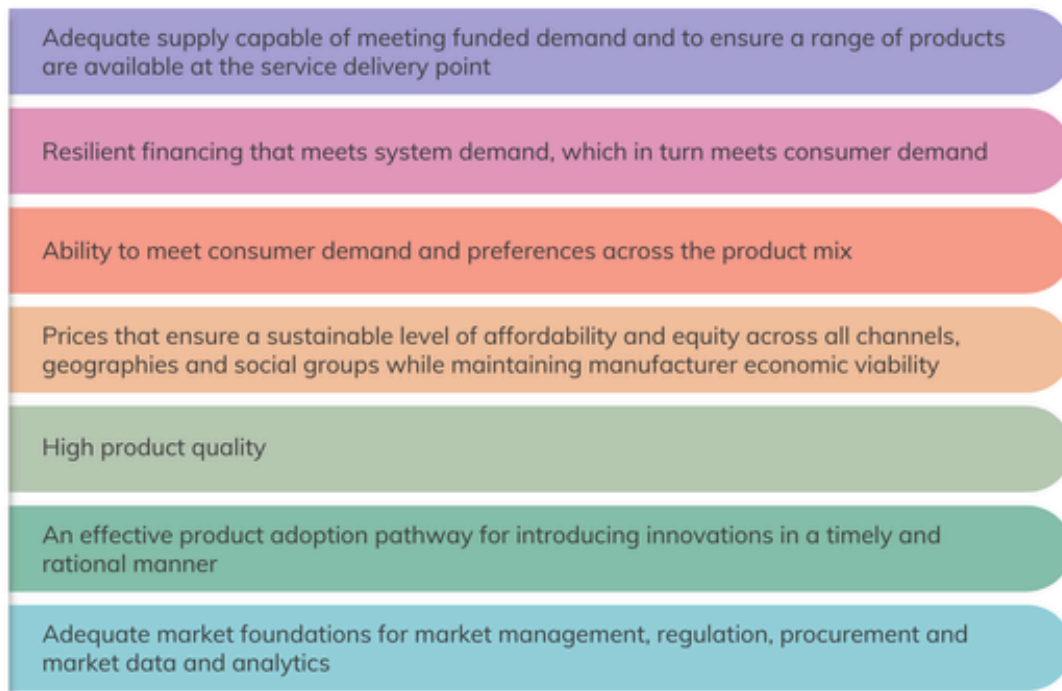 Adequate supply capable of meeting funded demand and to ensure a range of products
are available at the service delivery point
Resilient financing that meets system demand, which in turn meets consumer demand
Ability to meet consumer demand and preferences across the product mix
Prices that ensure a sustainable level of affordability and equity across all channels,
geographies and social groups while maintaining manufacturer economic viability
High product quality
An effective product adoption pathway for introducing innovations in a timely and
rational manner
Adequate market foundations for market management, regulation, procurement and
market data and analytics